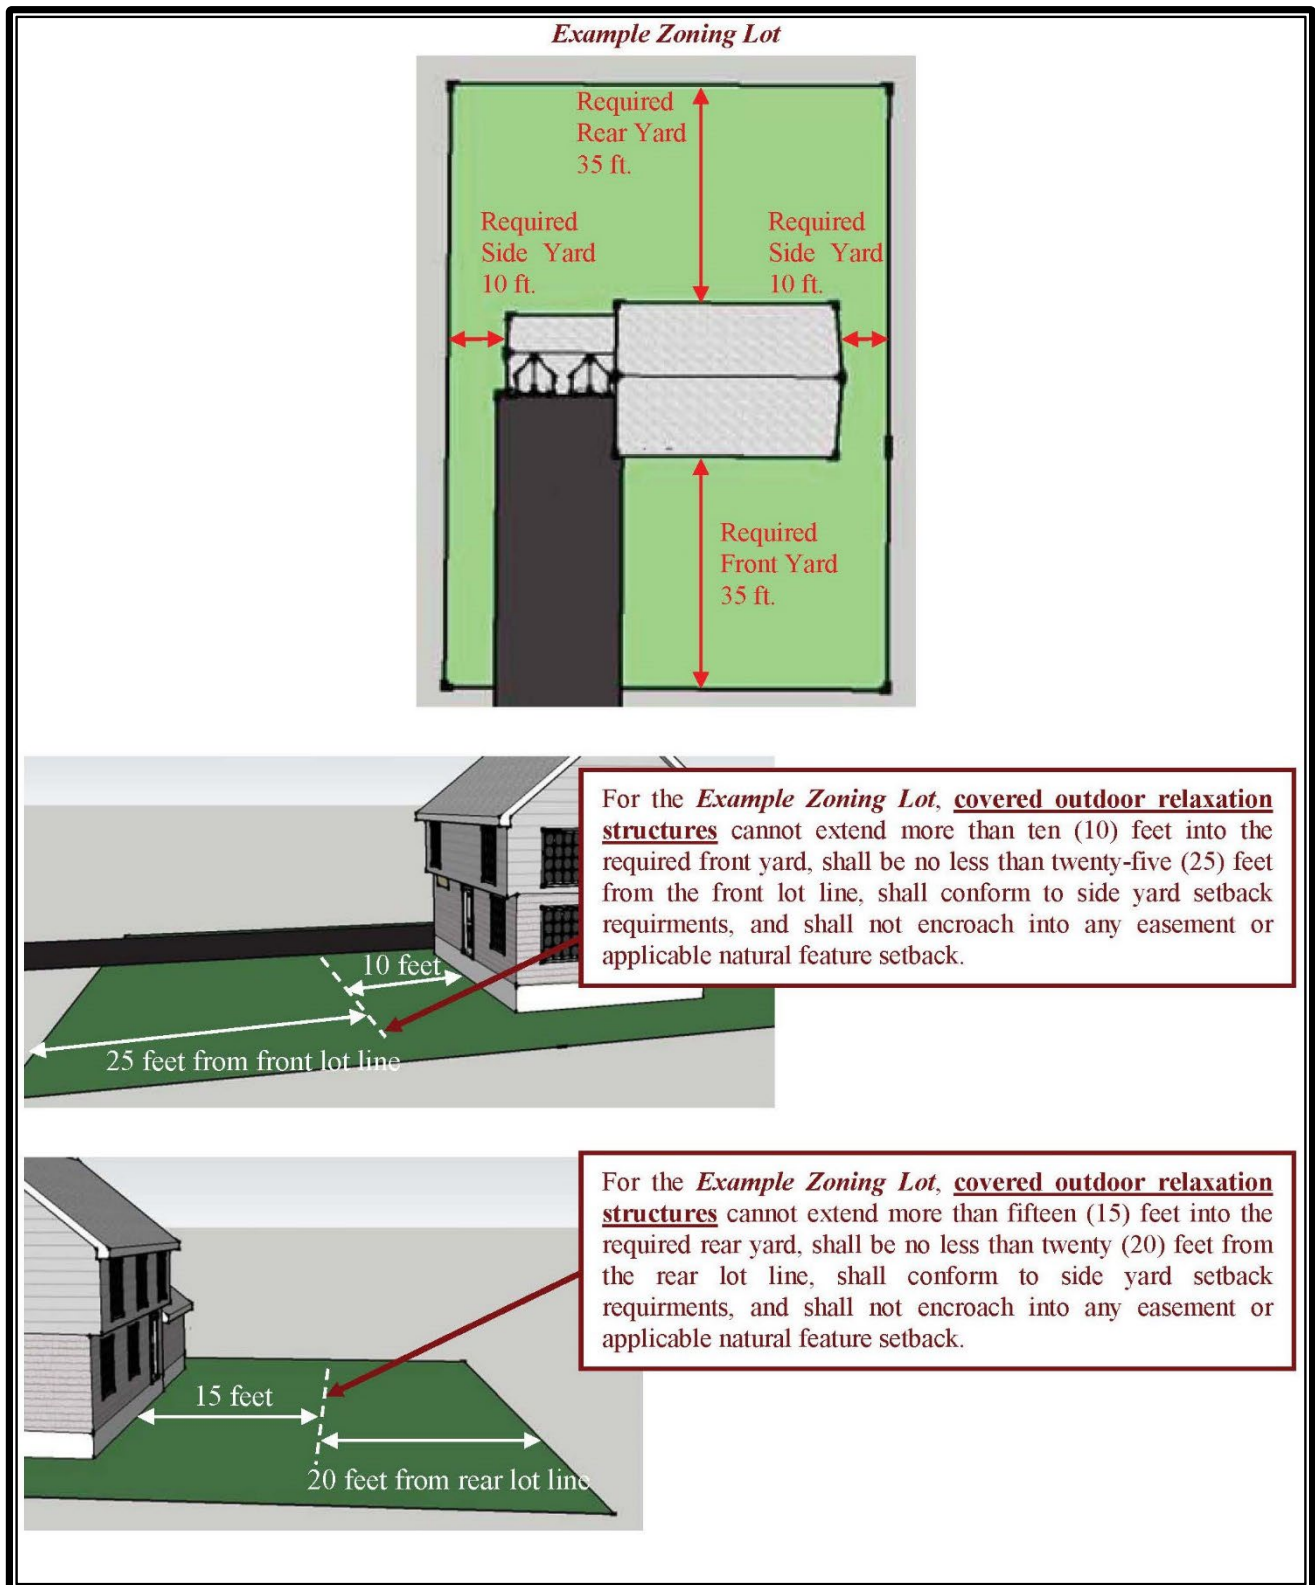 Example Zoning Lot
Required
Rear Yard
35 ft.
Required
Side Yard
10 ft.
Required
Side Yard
10 ft.
Required
Front Yard
35 ft.
For the Example Zoning Lot, covered outdoor relaxation
structures cannot extend more than ten (10) feet into the
required front yard, shall be no less than twenty-five (25) feet
from the front lot line, shall conform to side yard setback
requirments, and shall not encroach into any easement or
applicable natural feature setback.
10 feet
25 feet from front lot line
For the Example Zoning Lot, covered outdoor relaxation
structures cannot extend more than fifteen (15) feet into the
required rear yard, shall be no less than twenty (20) feet from
the rear lot line, shall conform to side yard setback
requirments, and shall not encroach into any easement or
applicable natural feature setback.
15 feet
20 feet from rear lot line